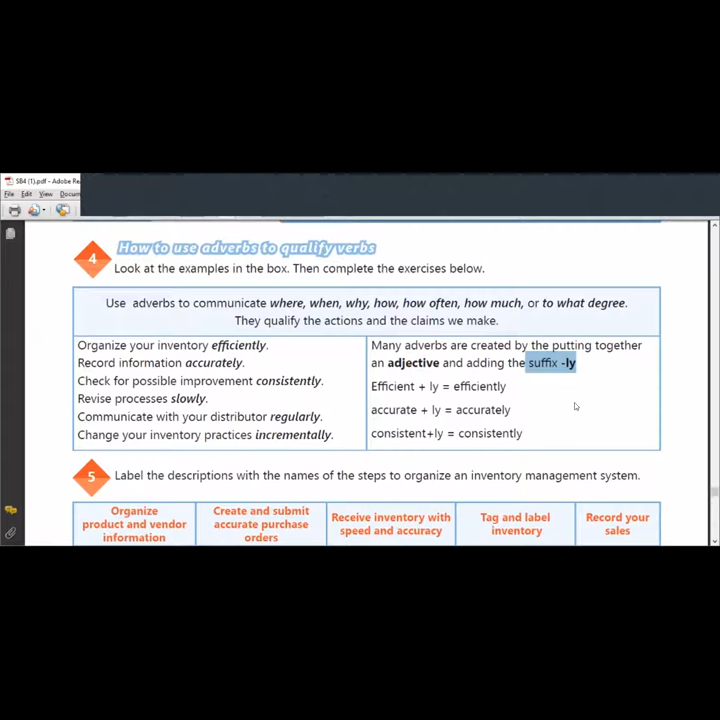 SB4 (1).pdf - Adobe Re
File Edit View Docum
4 How to use adverbs to qualify verbs
Look at the examples in the box. Then complete the exercises below.
Use adverbs to communicate where, when, why, how, how often, how much, or to what degree.
They qualify the actions and the claims we make.
Organize your inventory efficiently.
Record information accurately.
Check for possible improvement consistently.
Revise processes slowly.
Communicate with your distributor regularly.
Change your inventory practices incrementally.
Many adverbs are created by the putting together
an adjective and adding the suffix -ly
Efficient + ly = efficiently
accurate + ly = accurately
consistent+ly = consistently
5 Label the descriptions with the names of the steps to organize an inventory management system.
Organize
product and vendor
information
Create and submit
accurate purchase
orders
Receive inventory with
speed and accuracy
Tag and label
inventory
Record your
sales